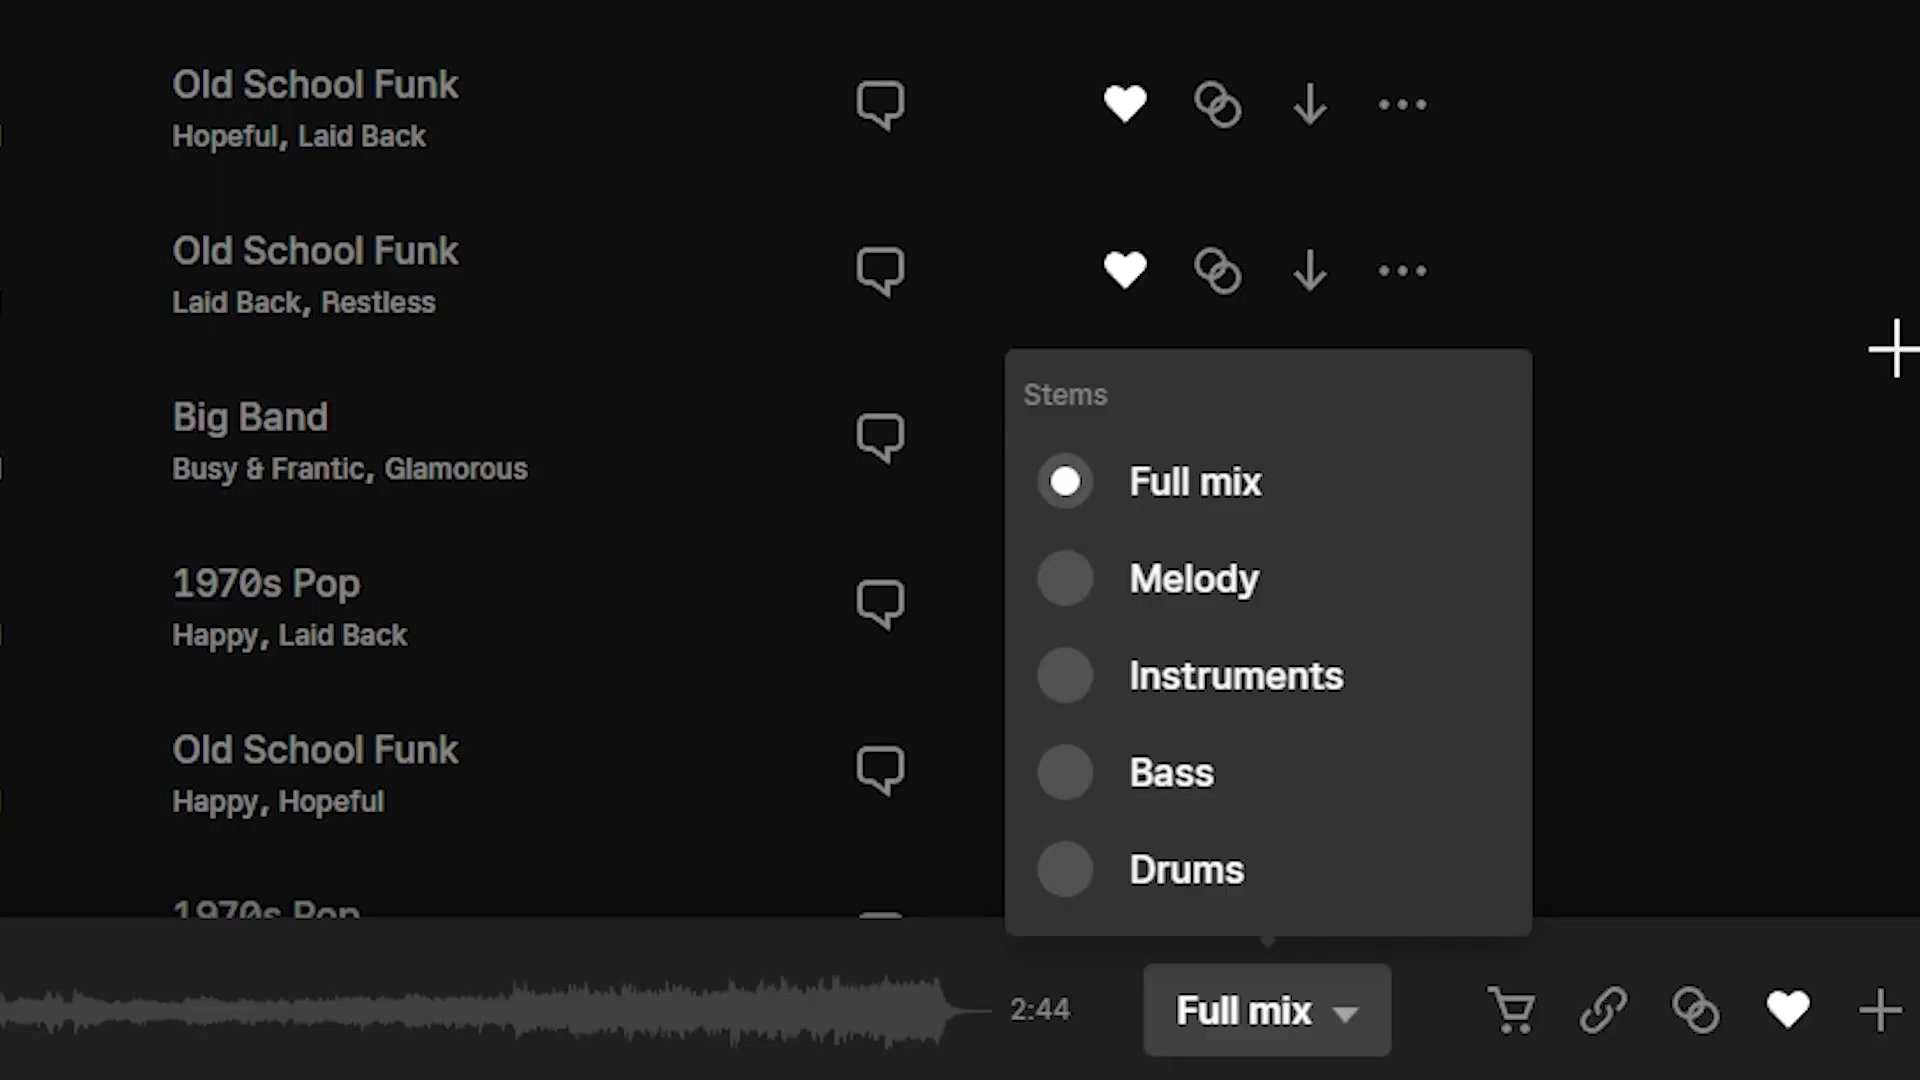 Old School Funk
Hopeful, Laid Back
Old School Funk
Laid Back, Restless
Big Band
Busy & Frantic, Glamorous
1970s Pop
Happy, Laid Back
Old School Funk
Happy, Hopeful
1970s Pop
Stems
Full mix
Melody
Instruments
Bass
Drums
2:44
Full mix